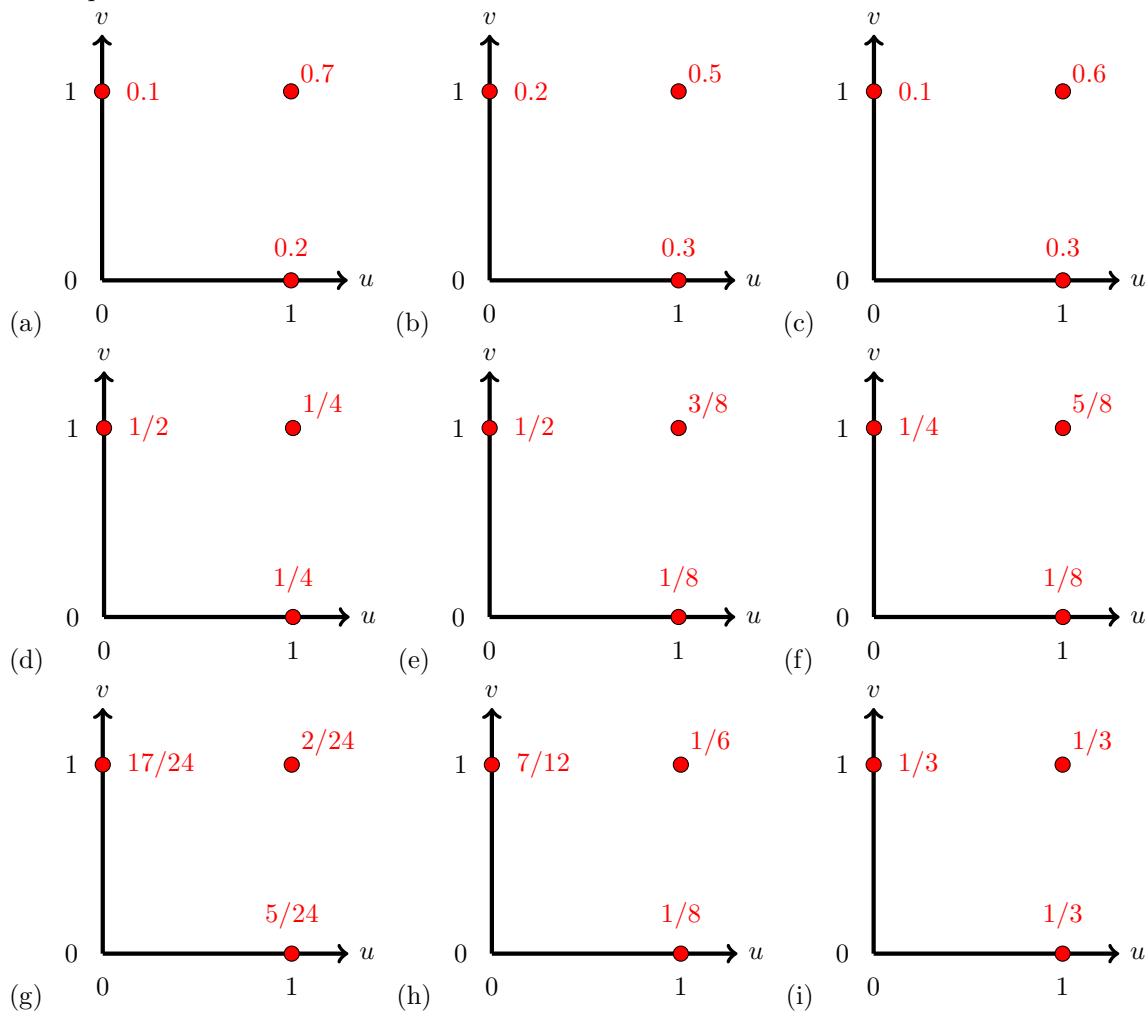 v v v
1 0.1 0.7 1 0.2 0.5 1 0.1 0.6
0.2 0.3 0.3
0 u 0 u 0 u
(a) 0 1 (b) 0 1 (c) 0 1
v v v
1 1/2 1/4 1 1/2 3/8 1 1/4 5/8
1/4 1/8 1/8
0 u 0 u 0 u
(d) 0 1 (e) 0 1 (f) 0 1
v v v
1 17/24 2/24 1 7/12 1/6 1 1/3 1/3
5/24 1/8 1/3
0 u 0 u 0 u
(g) 0 1 (h) 0 1 (i) 0 1